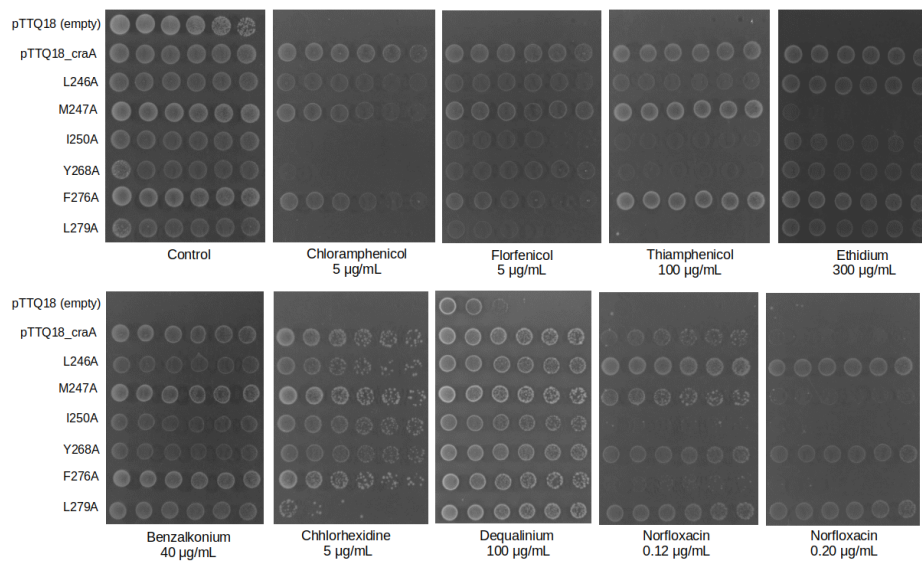 pTTQ18 (empty)
pTTQ18_craA
L246A
M247A
I250A
Y268A
F276A
L279A
Control
Chloramphenicol
5 µg/mL
Florfenicol
5 µg/mL
Thiamphenicol
100 µg/mL
Ethidium
300 µg/mL
pTTQ18 (empty)
pTTQ18_craA
L246A
M247A
I250A
Y268A
F276A
L279A
Benzalkonium
40 µg/mL
Chhlorhexidine
5 µg/mL
Dequalinium
100 µg/mL
Norfloxacin
0.12 µg/mL
Norfloxacin
0.20 µg/mL